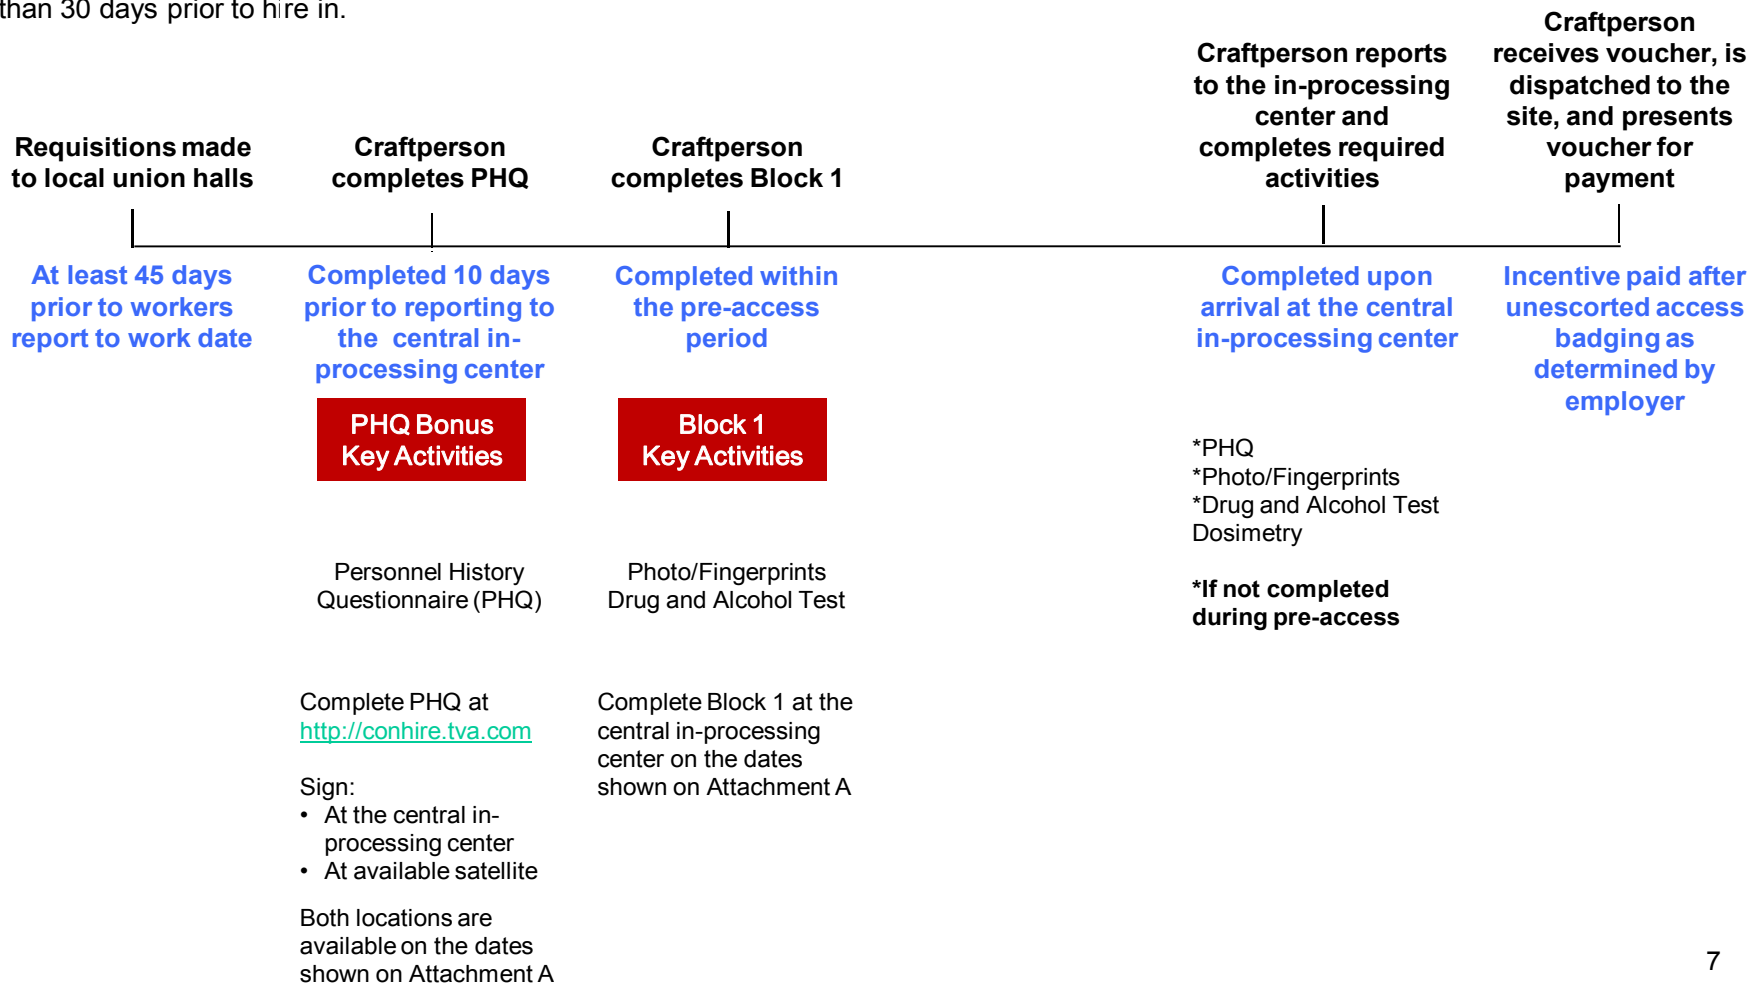 than 30 days prior to hire in.
Requisitions made
to local union halls
Craftperson
completes PHQ
Craftperson
completes Block 1
Craftperson reports
to the in-processing
center and
completes required
activities
Craftperson
receives voucher, is
dispatched to the
site, and presents
voucher for
payment
At least 45 days
prior to workers
report to work date
Completed 10 days
prior to reporting to
the central in-
processing center
Completed within
the pre-access
period
Completed upon
arrival at the central
in-processing center
Incentive paid after
unescorted access
badging as
determined by
employer
PHQ Bonus
Key Activities
Block 1
Key Activities
*PHQ
*Photo/Fingerprints
*Drug and Alcohol Test
Dosimetry
*If not completed
during pre-access
Personnel History
Questionnaire (PHQ)
Photo/Fingerprints
Drug and Alcohol Test
Complete PHQ at
http://conhire.tva.com
Sign:
• At the central in-
processing center
• At available satellite
Both locations are
available on the dates
shown on Attachment A
Complete Block 1 at the
central in-processing
center on the dates
shown on Attachment A
7